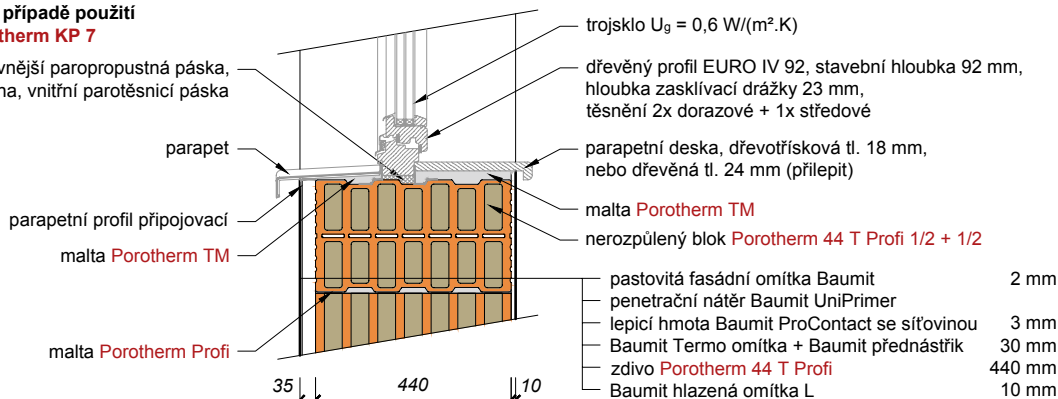 případě použití
therm KP 7
vnější paropropustná páska,
na, vnitřní parotěsnicí páska
parapet
parapetní profil připojovací
malta Porotherm TM
malta Porotherm Profi
trojsklo Ug = 0,6 W/(m².K)
dřevěný profil EURO IV 92, stavební hloubka 92 mm,
hloubka zasklívací drážky 23 mm,
těsnění 2x dorazové + 1x středové
parapetní deska, dřevotřísková tl. 18 mm,
nebo dřevěná tl. 24 mm (přilepit)
malta Porotherm TM
nerozpůlený blok Porotherm 44 T Profi 1/2 + 1/2
pastovitá fasádní omítka Baumit 2 mm
penetrační nátěr Baumit UniPrimer
lepicí hmota Baumit ProContact se síťovinou 3 mm
Baumit Termo omítka + Baumit přednástřik 30 mm
zdivo Porotherm 44 T Profi 440 mm
Baumit hlazená omítka L 10 mm
35 440 10